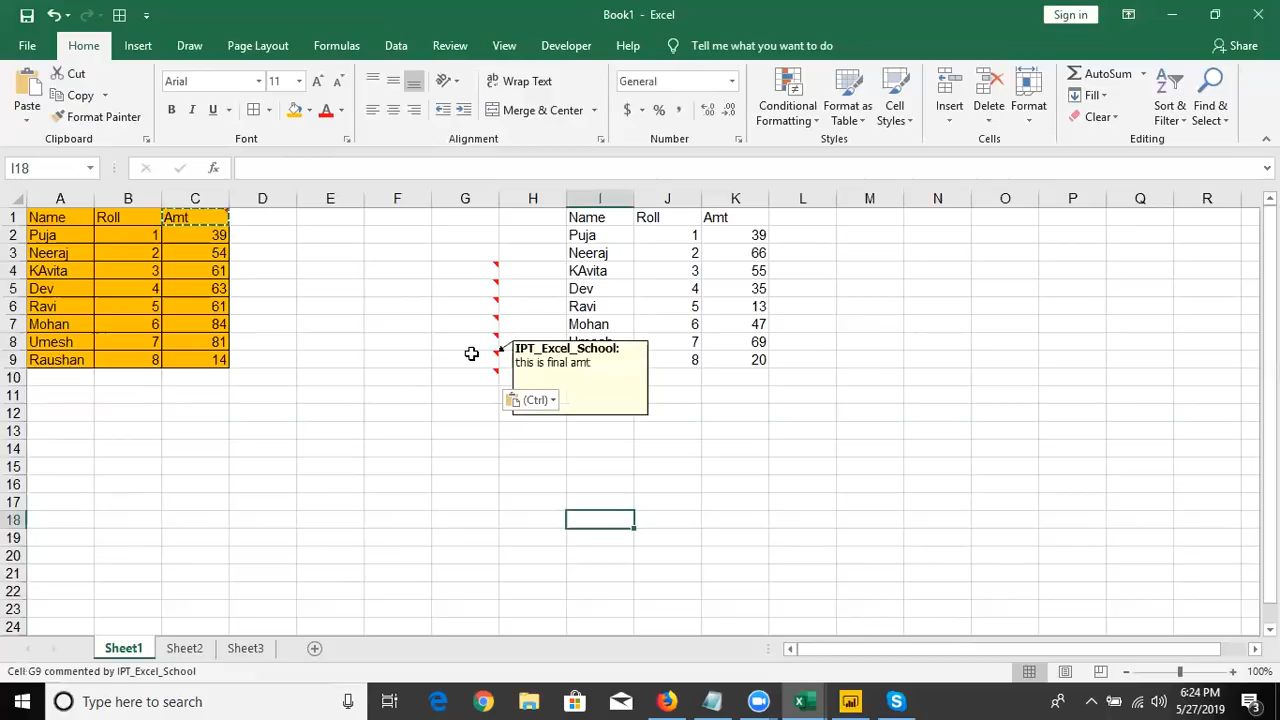 Book1 - Excel
Sign in
File Home Insert Draw Page Layout Formulas Data Review View Developer Help Tell me what you want to do Share
Paste Cut Copy Format Painter Clipboard
Arial 11 B I U A Font
Wrap Text Merge & Center Alignment
General $ % , Number
Conditional Formatting Format as Table Cell Styles Styles
Insert Delete Format Cells
AutoSum Fill Clear Sort & Filter Find & Select Editing
I18 fx
A B C D E F G H I J K L M N O P Q R
1 Name Roll Amt Name Roll Amt
2 Puja 1 39 Puja 1 39
3 Neeraj 2 54 Neeraj 2 66
4 KAvita 3 61 KAvita 3 55
5 Dev 4 63 Dev 4 35
6 Ravi 5 61 Ravi 5 13
7 Mohan 6 84 Mohan 6 47
8 Umesh 7 81 Umesh 7 69
9 Raushan 8 14 8 20
IPT_Excel_School:
this is final amt
(Ctrl)
10
11
12
13
14
15
16
17
18
19
20
21
22
23
24
Sheet1 Sheet2 Sheet3
Cell G9 commented by IPT_Excel_School 100%
Type here to search
6:24 PM
5/27/2019
3